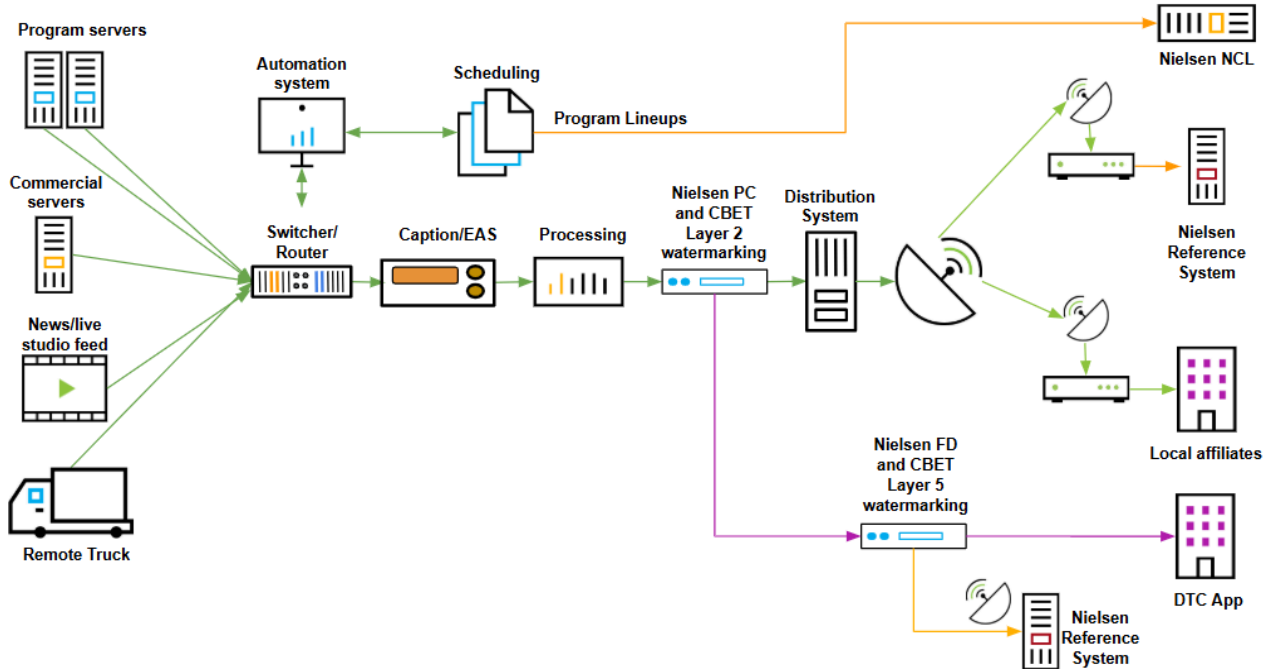 Program servers
Automation
system
Scheduling
Program Lineups
Nielsen NCL
Commercial
servers
Switcher/
Router
Caption/EAS
Processing
Nielsen PC
and CBET
Layer 2
watermarking
Distribution
System
Nielsen
Reference
System
News/live
studio feed
Local affiliates
Remote Truck
Nielsen FD
and CBET
Layer 5
watermarking
DTC App
Nielsen
Reference
System